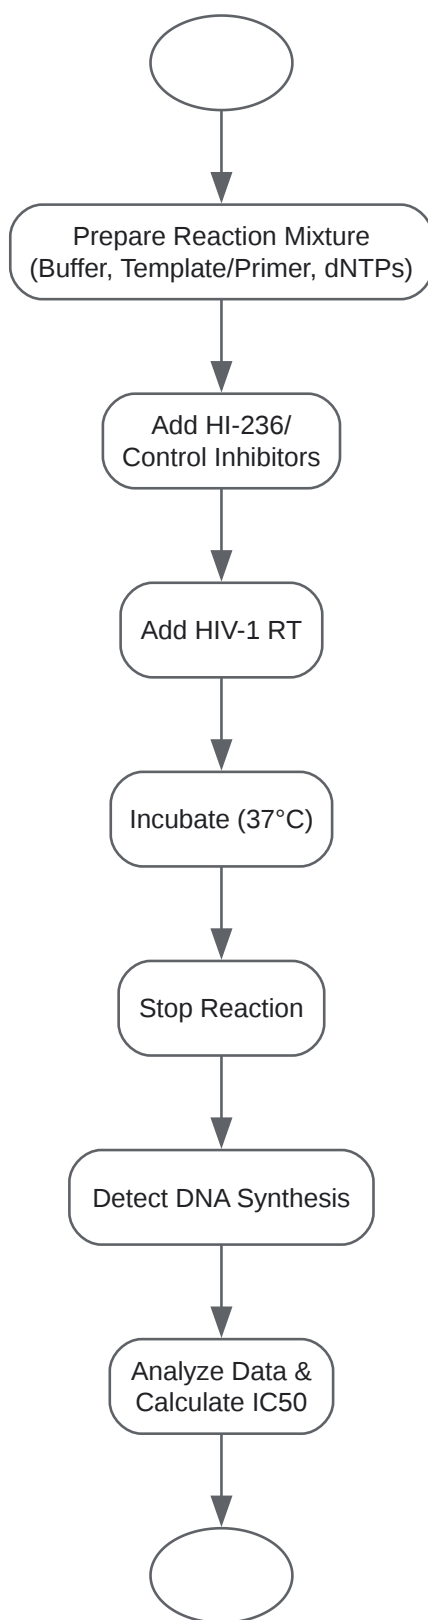 Prepare Reaction Mixture
(Buffer, Template/Primer, dNTPs)
Add HI-236/
Control Inhibitors
Add HIV-1 RT
Incubate (37°C)
Stop Reaction
Detect DNA Synthesis
Analyze Data &
Calculate IC50